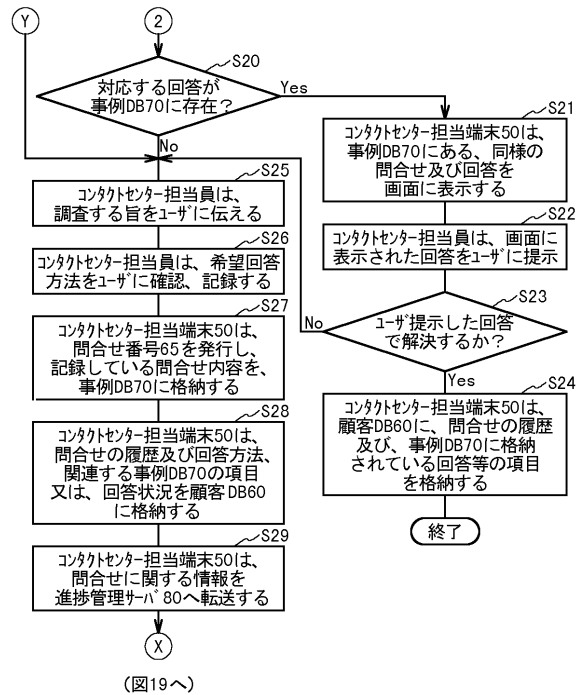 Y
2
S20
対応する回答が
事例DB70に存在?
Yes
No
S21
ｺﾝﾀｸﾄｾﾝﾀｰ担当端末50は、
事例DB70にある、同様の
問合せ及び回答を
画面に表示する
S22
ｺﾝﾀｸﾄｾﾝﾀｰ担当員は、画面に
表示された回答をﾕｰｻﾞに提示
S23
ﾕｰｻﾞ提示した回答
で解決するか?
No
Yes
S24
ｺﾝﾀｸﾄｾﾝﾀｰ担当端末50は、
顧客DB60に、問合せの履歴
及び、事例DB70に格納
されている回答等の項目
を格納する
終了
S25
ｺﾝﾀｸﾄｾﾝﾀｰ担当員は、
調査する旨をﾕｰｻﾞに伝える
S26
ｺﾝﾀｸﾄｾﾝﾀｰ担当員は、希望回答
方法をﾕｰｻﾞに確認、記録する
S27
ｺﾝﾀｸﾄｾﾝﾀｰ担当端末50は、
問合せ番号65を発行し、
記録している問合せ内容を、
事例DB70に格納する
S28
ｺﾝﾀｸﾄｾﾝﾀｰ担当端末50は、
問合せの履歴及び回答方法、
関連する事例DB70の項目
又は、回答状況を顧客DB60
に格納する
S29
ｺﾝﾀｸﾄｾﾝﾀｰ担当端末50は、
問合せに関する情報を
進捗管理ｻｰﾊﾞ80へ転送する
X
(図19へ)